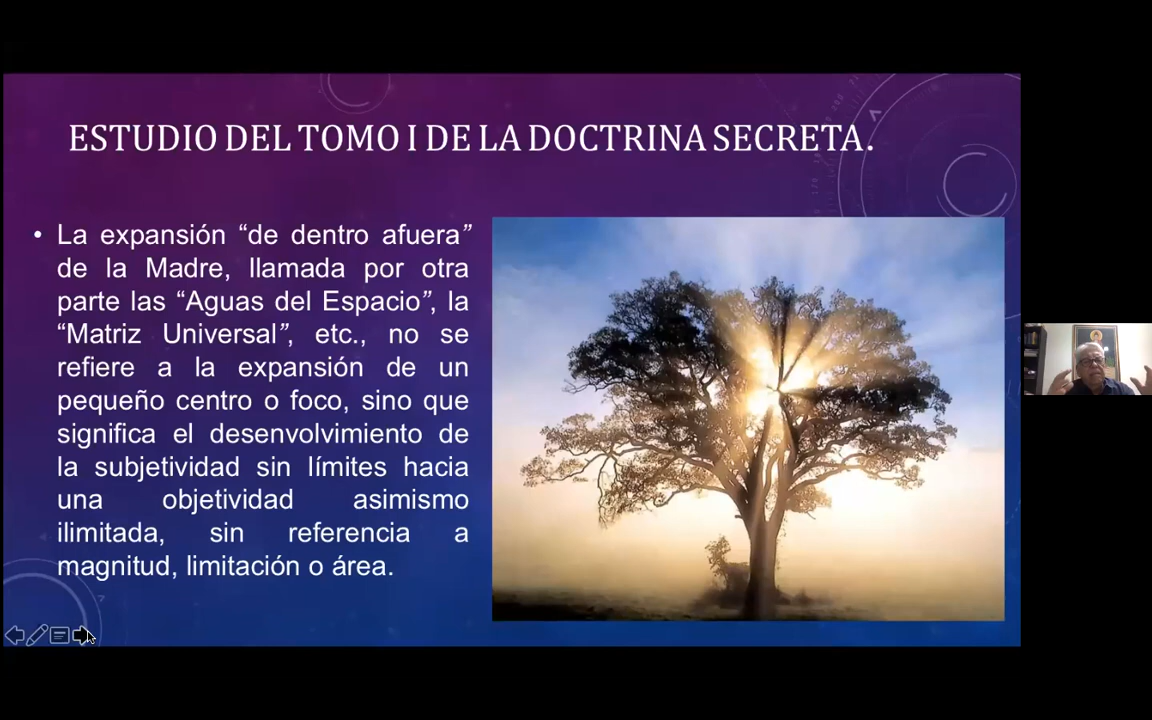 ESTUDIO DEL TOMO I DE LA DOCTRINA SECRETA.
• La expansión “de dentro afuera”
de la Madre, llamada por otra
parte las “Aguas del Espacio”, la
“Matriz Universal”, etc., no se
refiere a la expansión de un
pequeño centro o foco, sino que
significa el desenvolvimiento de
la subjetividad sin límites hacia
una objetividad asimismo
ilimitada, sin referencia a
magnitud, limitación o área.